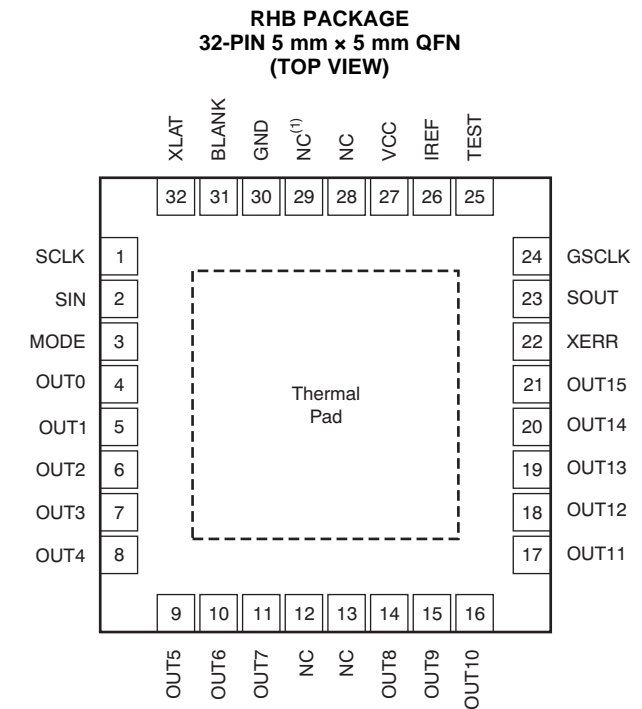 RHB PACKAGE
32-PIN 5 mm × 5 mm QFN
(TOP VIEW)
XLAT
BLANK
GND
NC(1)
NC
VCC
IREF
TEST
32 31 30 29 28 27 26 25
SCLK 1 24 GSCLK
SIN 2 23 SOUT
MODE 3 22 XERR
OUT0 4 21 OUT15
OUT1 5 20 OUT14
OUT2 6 19 OUT13
OUT3 7 18 OUT12
OUT4 8 17 OUT11
Thermal
Pad
9 10 11 12 13 14 15 16
OUT5
OUT6
OUT7
NC
NC
OUT8
OUT9
OUT10